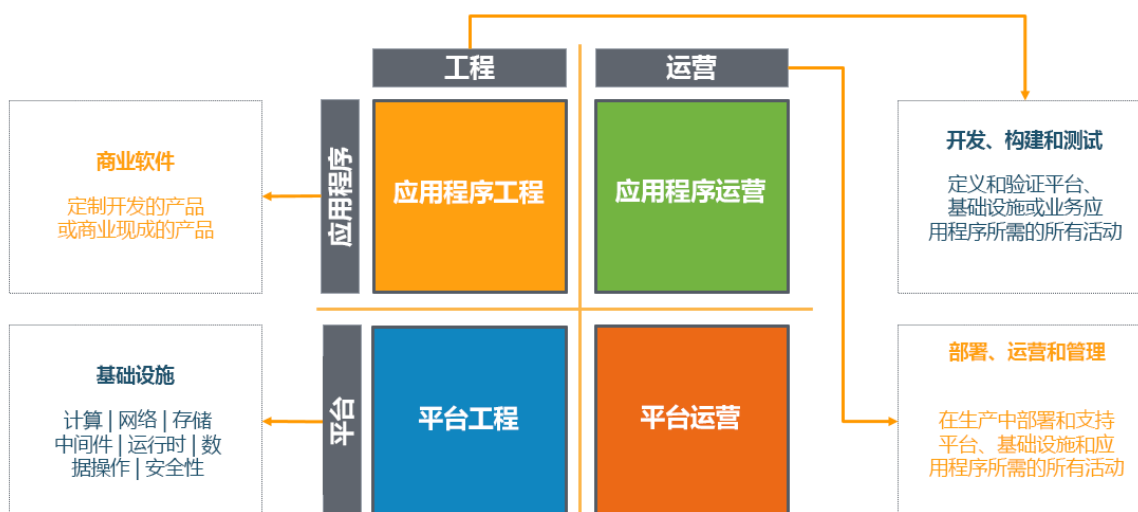 工程
运营
商业软件
定制开发的产品
或商业现成的产品
应用程序
应用程序工程
应用程序运营
开发、构建和测试
定义和验证平台、
基础设施或业务应
用程序所需的所有活动
基础设施
计算 | 网络 | 存储
中间件 | 运行时 | 数
据操作 | 安全性
平台
平台工程
平台运营
部署、运营和管理
在生产中部署和支持
平台、基础设施和应
用程序所需的所有活动